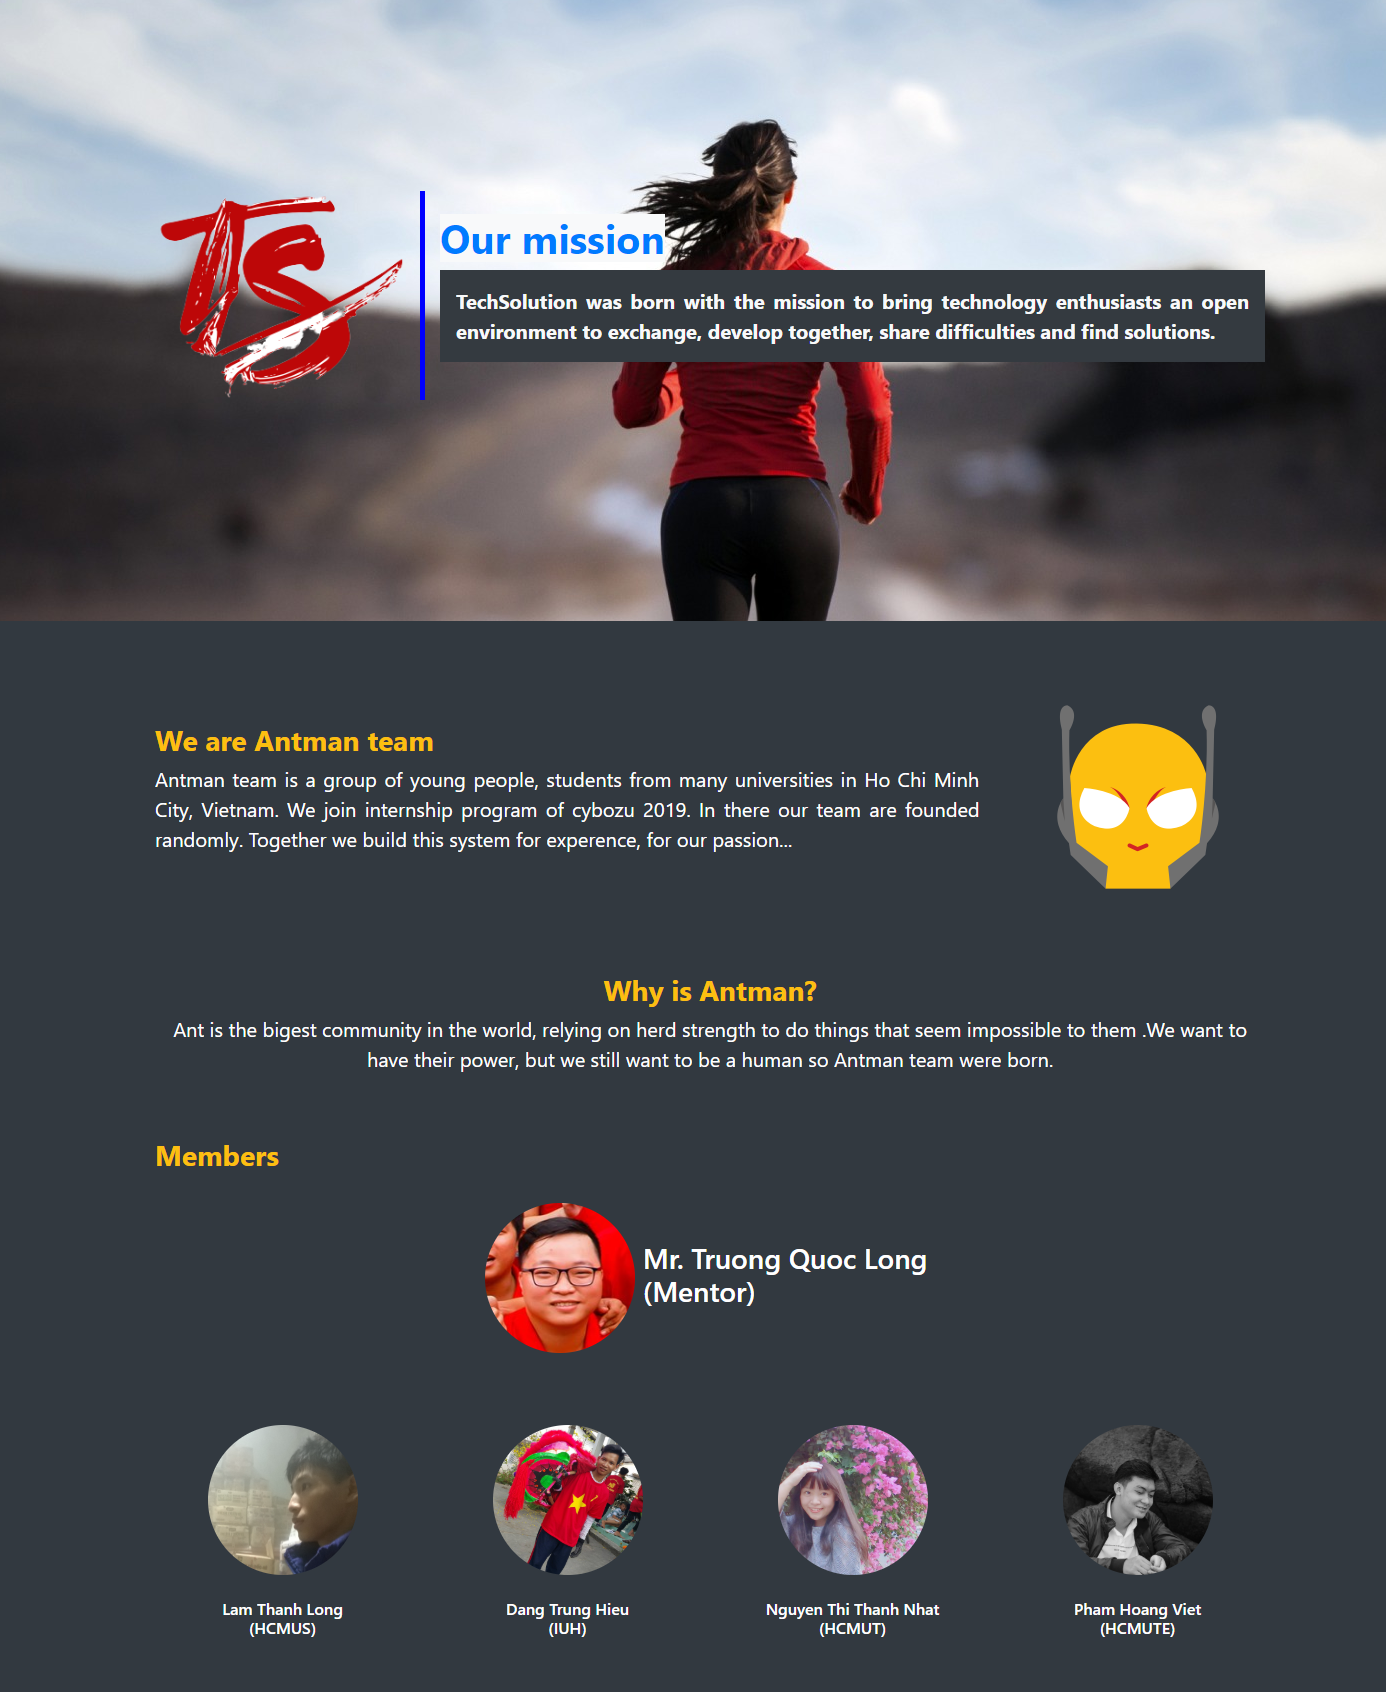 TS
Our mission
TechSolution was born with the mission to bring technology enthusiasts an open
environment to exchange, develop together, share difficulties and find solutions.
We are Antman team
Antman team is a group of young people, students from many universities in Ho Chi Minh
City, Vietnam. We join internship program of cybozu 2019. In there our team are founded
randomly. Together we build this system for experence, for our passion...
Why is Antman?
Ant is the bigest community in the world, relying on herd strength to do things that seem impossible to them .We want to
have their power, but we still want to be a human so Antman team were born.
Members
Mr. Truong Quoc Long
(Mentor)
Lam Thanh Long
(HCMUS)
Dang Trung Hieu
(IUH)
Nguyen Thi Thanh Nhat
(HCMUT)
Pham Hoang Viet
(HCMUTE)